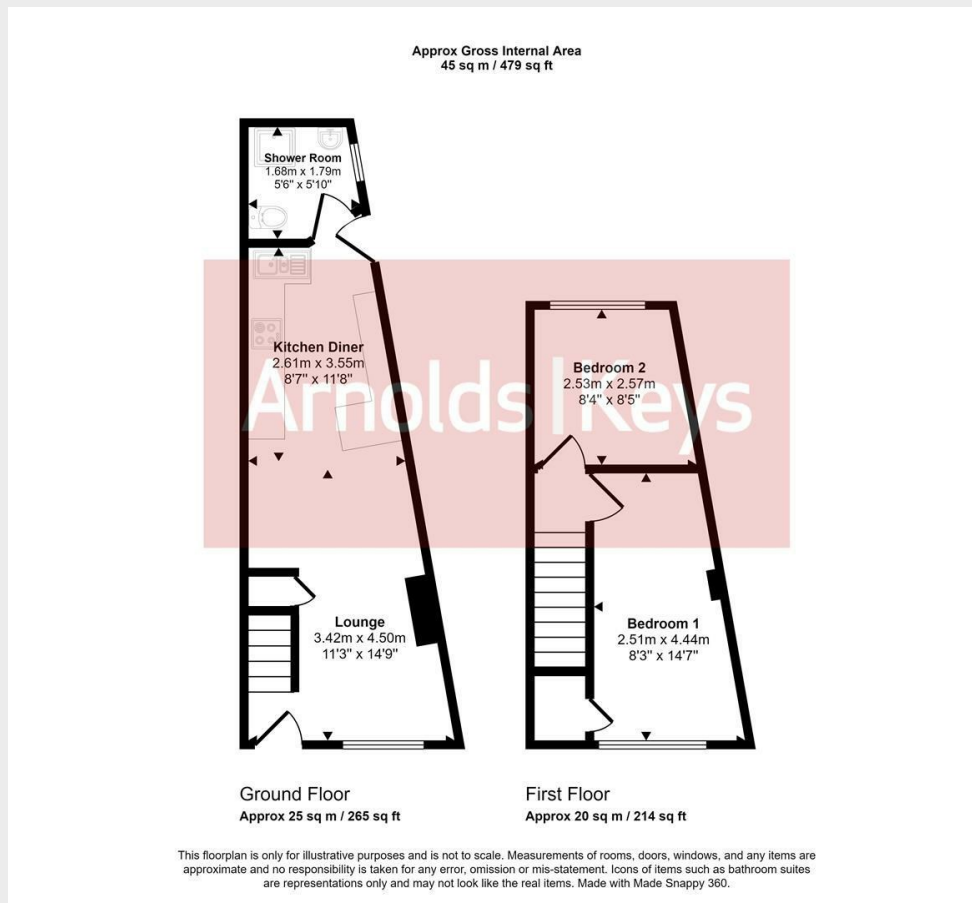 Approx Gross Internal Area
45 sq m / 479 sq ft
Shower Room
1.68m x 1.79m
5'6" x 5'10"
Kitchen Diner
2.61m x 3.55m
8'7" x 11'8"
Bedroom 2
2.53m x 2.57m
8'4" x 8'5"
Arnolds|Keys
Lounge
3.42m x 4.50m
11'3" x 14'9"
Bedroom 1
2.51m x 4.44m
8'3" x 14'7"
Ground Floor
Approx 25 sq m / 265 sq ft
First Floor
Approx 20 sq m / 214 sq ft
This floorplan is only for illustrative purposes and is not to scale. Measurements of rooms, doors, windows, and any items are
approximate and no responsibility is taken for any error, omission or mis-statement. Icons of items such as bathroom suites
are representations only and may not look like the real items. Made with Made Snappy 360.